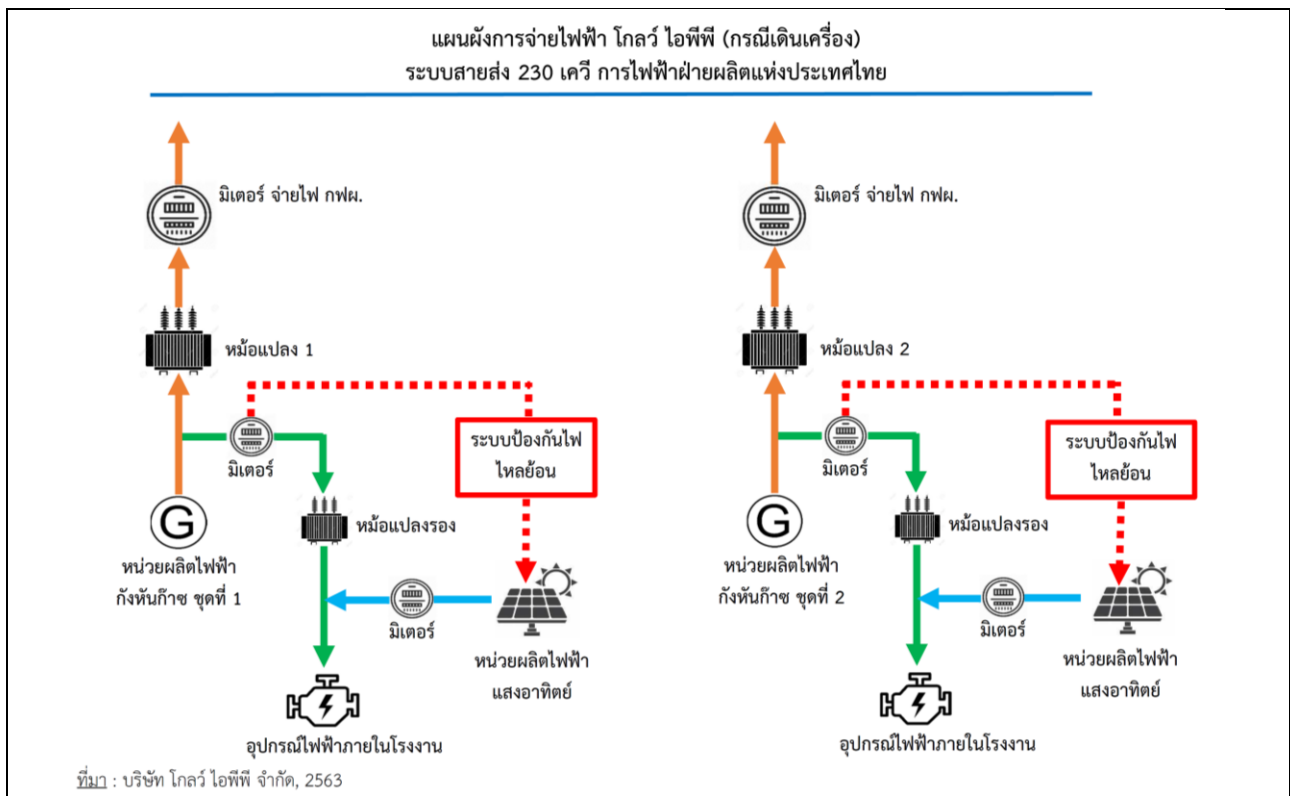 แผนผังการจ่ายไฟฟ้า โกลว์ ไอพีพี (กรณีเดินเครื่อง)
ระบบสายส่ง 230 เควี การไฟฟ้าฝ่ายผลิตแห่งประเทศไทย
มิเตอร์ จ่ายไฟ กฟผ.
หม้อแปลง 1
มิเตอร์
ระบบป้องกันไฟ
ไหลย้อน
G
หม้อแปลงรอง
หน่วยผลิตไฟฟ้า
กังหันก๊าซ ชุดที่ 1
มิเตอร์
หน่วยผลิตไฟฟ้า
แสงอาทิตย์
อุปกรณ์ไฟฟ้าภายในโรงงาน
มิเตอร์ จ่ายไฟ กฟผ.
หม้อแปลง 2
มิเตอร์
ระบบป้องกันไฟ
ไหลย้อน
G
หม้อแปลงรอง
หน่วยผลิตไฟฟ้า
กังหันก๊าซ ชุดที่ 2
มิเตอร์
หน่วยผลิตไฟฟ้า
แสงอาทิตย์
อุปกรณ์ไฟฟ้าภายในโรงงาน
ที่มา : บริษัท โกลว์ ไอพีพี จำกัด, 2563